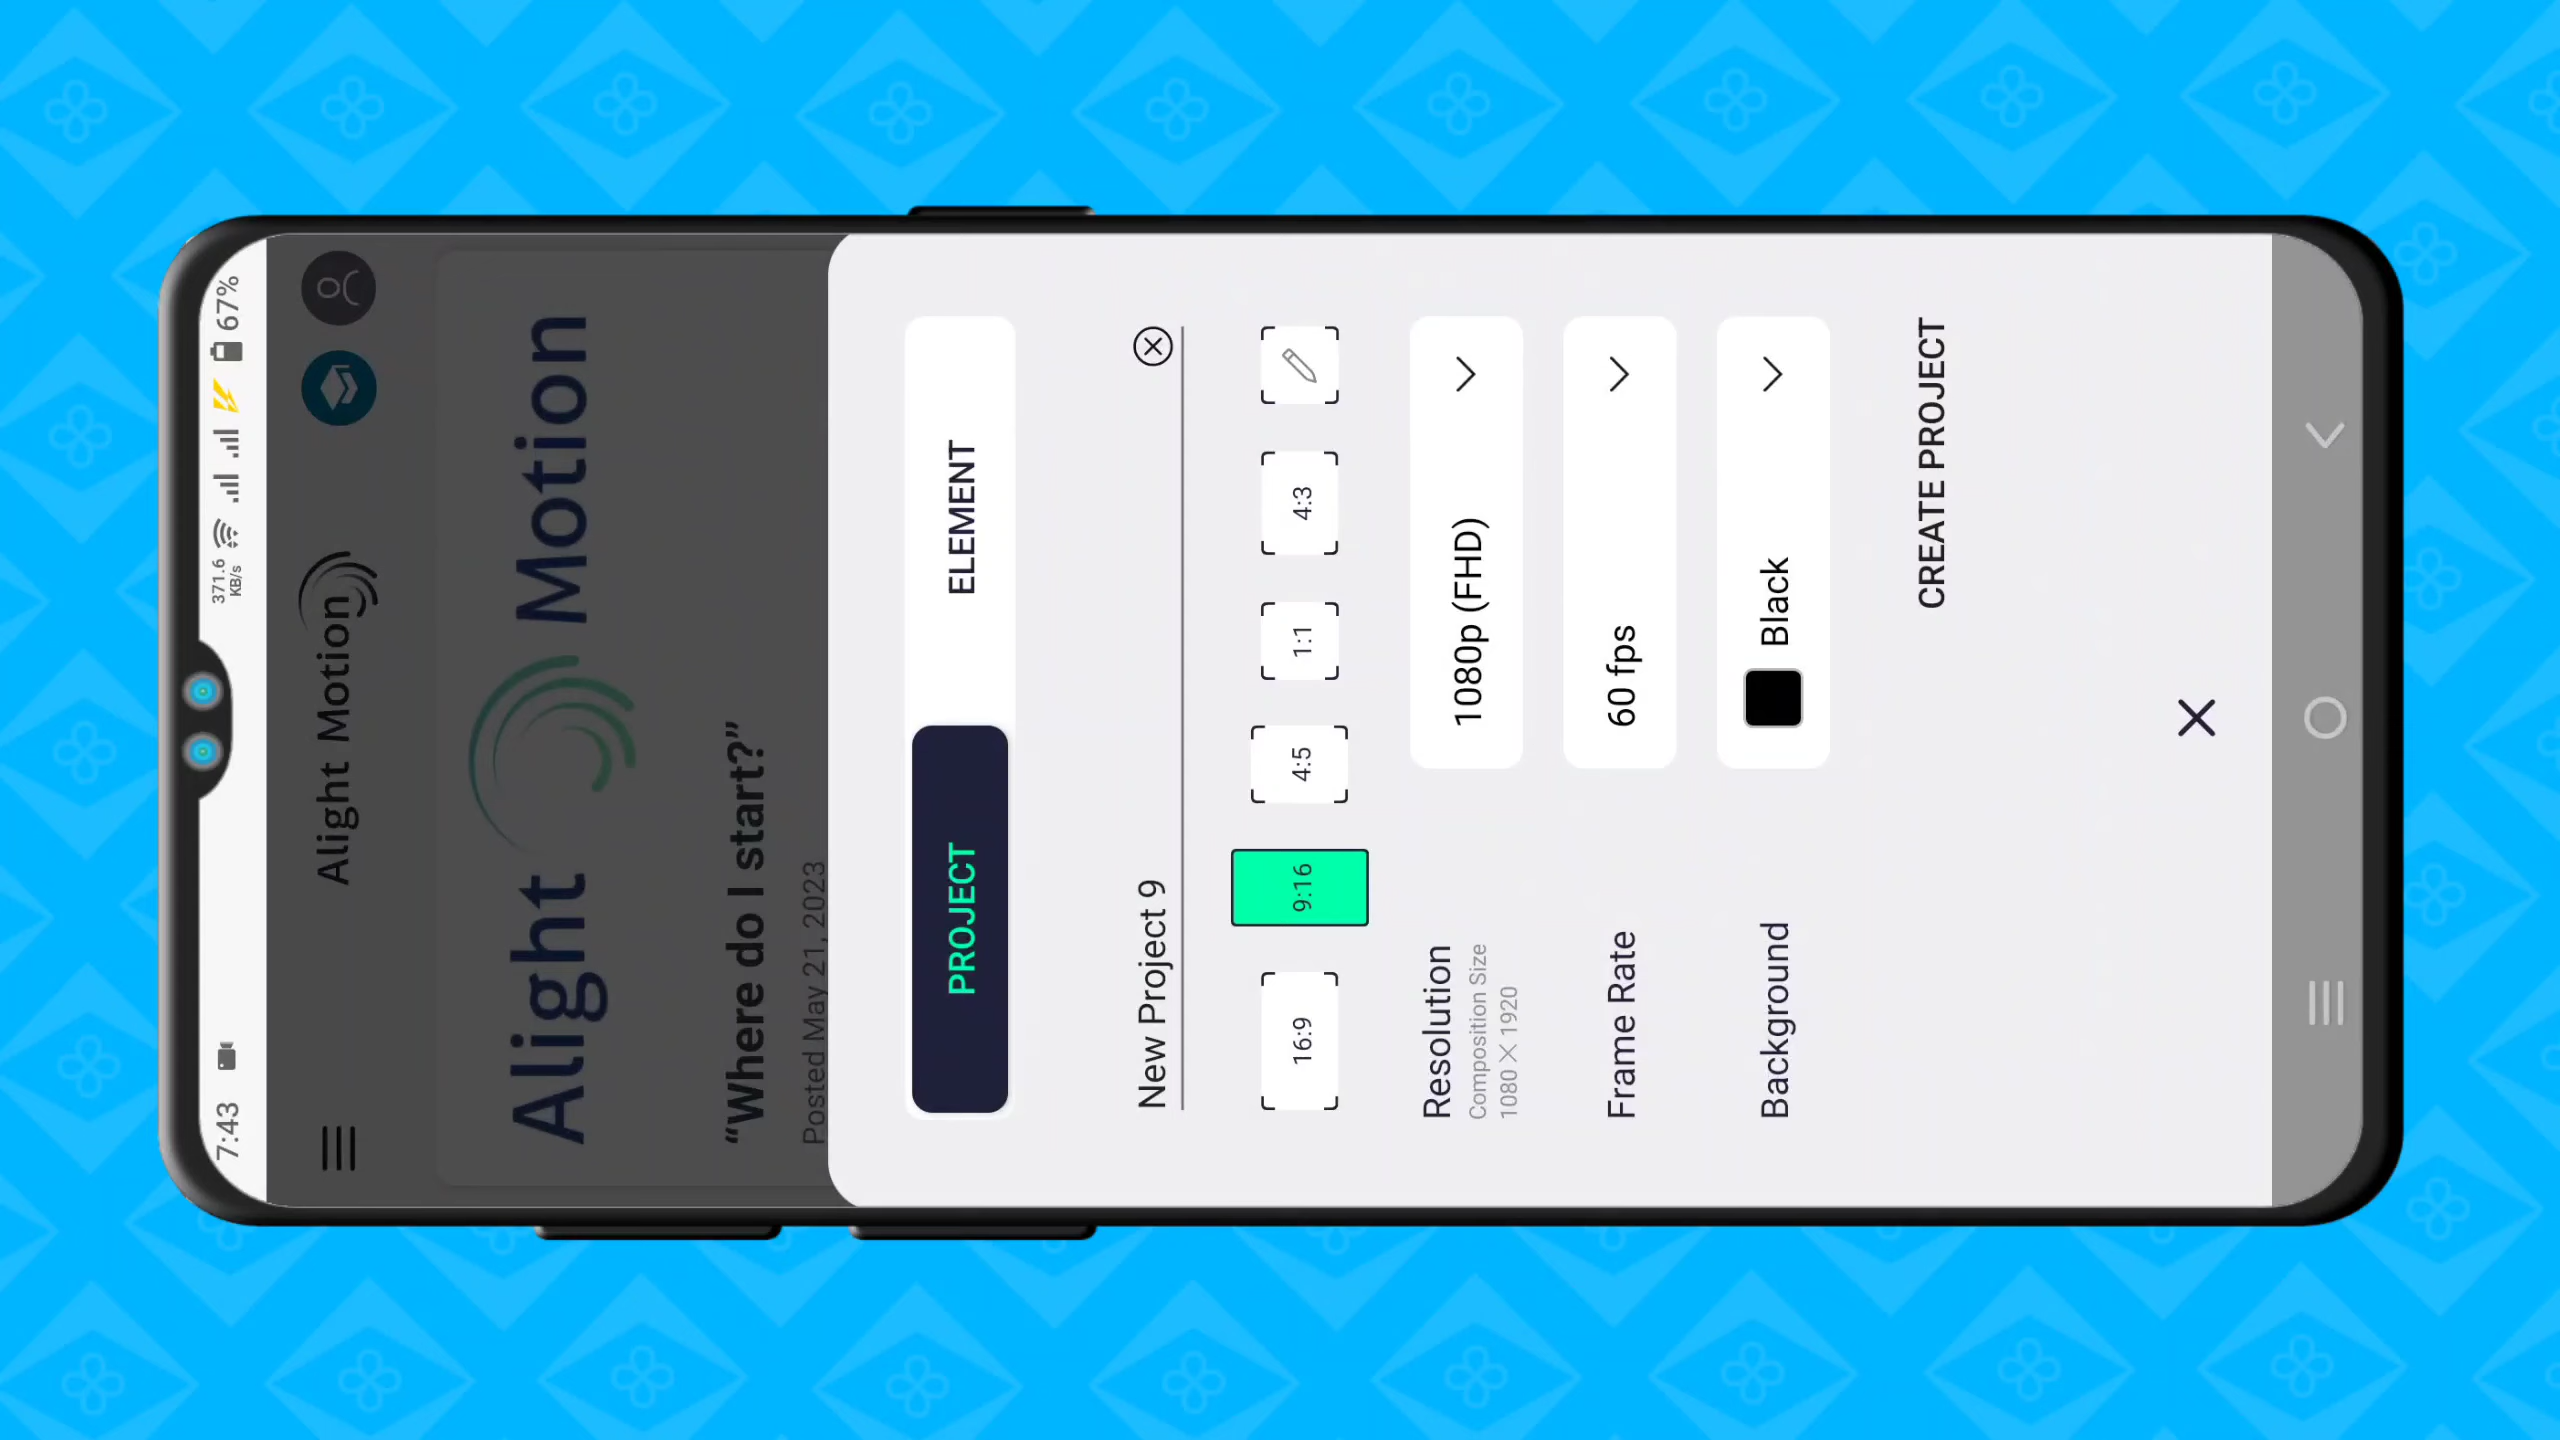 7:43
371.6
KB/s
67%
Alight Motion
Alight Motion
“Where do I start?”
Posted May 21, 2023
PROJECT ELEMENT
New Project 9
16:9 9:16 4:5 1:1 4:3
Resolution 1080p (FHD)
Composition Size
1080 × 1920
Frame Rate 60 fps
Background Black
CREATE PROJECT